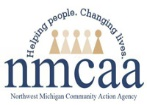 Helping people. Changing lives.
nmcaa
Northwest Michigan Community Action Agency